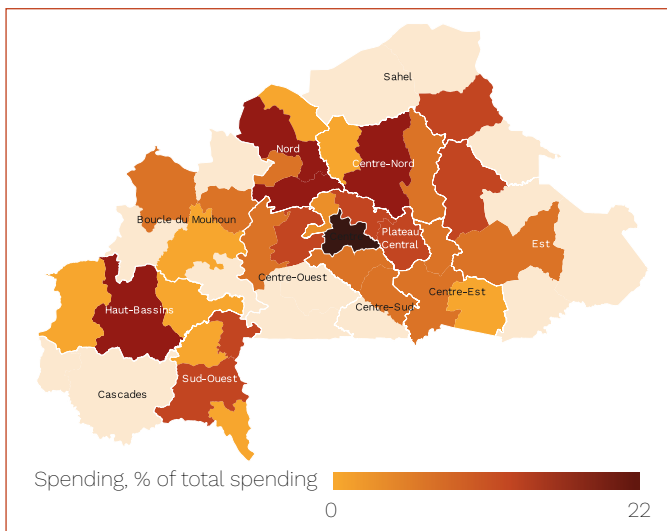 Sahel
Nord
Centre-Nord
Boucle du Mouhoun
Plateau
Central
Est
Centre-Ouest
Centre-Est
Centre-Sud
Haut-Bassins
Sud-Ouest
Cascades
Spending, % of total spending
0
22